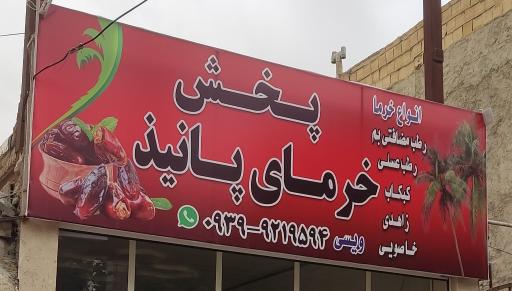 پخش
خرمای پانیذ
ویسی ۰۹۳۹-۹۲۱۹۵۹۴
انواع خرما
رطب مضافتی بم
رطب عسلی
کبکاب
زاهدی
خاصویی